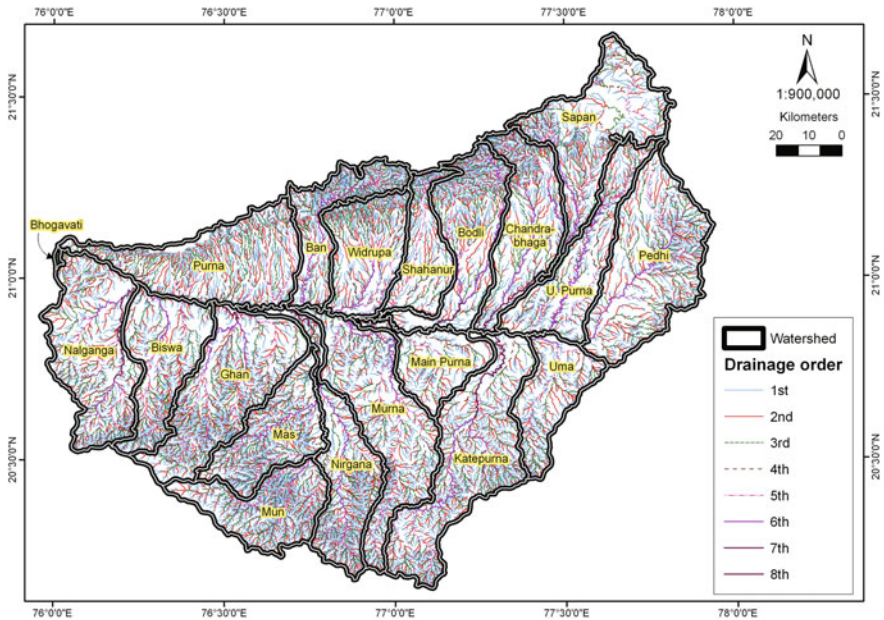 76°0'0"E 76°30'0"E 77°0'0"E 77°30'0"E 78°0'0"E
N
1:900,000
Kilometers
20 10 0
21°30'0"N
21°30'0"N
21°0'0"N
21°0'0"N
20°30'0"N
20°30'0"N
Sapan
Bhogavati
Purna
Ban
Widrupa
Shahanur
Bodli
Chandra-
bhaga
U. Purna
Pedhi
Nalganga
Biswa
Ghan
Main Purna
Uma
Murna
Mas
Nirgana
Katepurna
Mun
Watershed
Drainage order
1st
2nd
3rd
4th
5th
6th
7th
8th
76°0'0"E 76°30'0"E 77°0'0"E 77°30'0"E 78°0'0"E